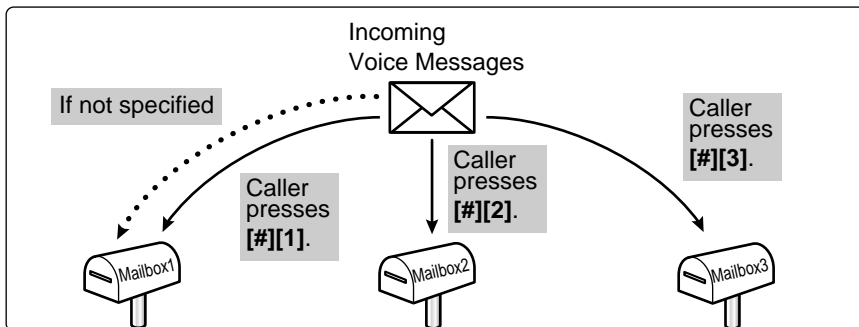 Incoming
Voice Messages
If not specified
Caller
presses
[#][1].
Caller
presses
[#][2].
Caller
presses
[#][3].
Mailbox1
Mailbox2
Mailbox3